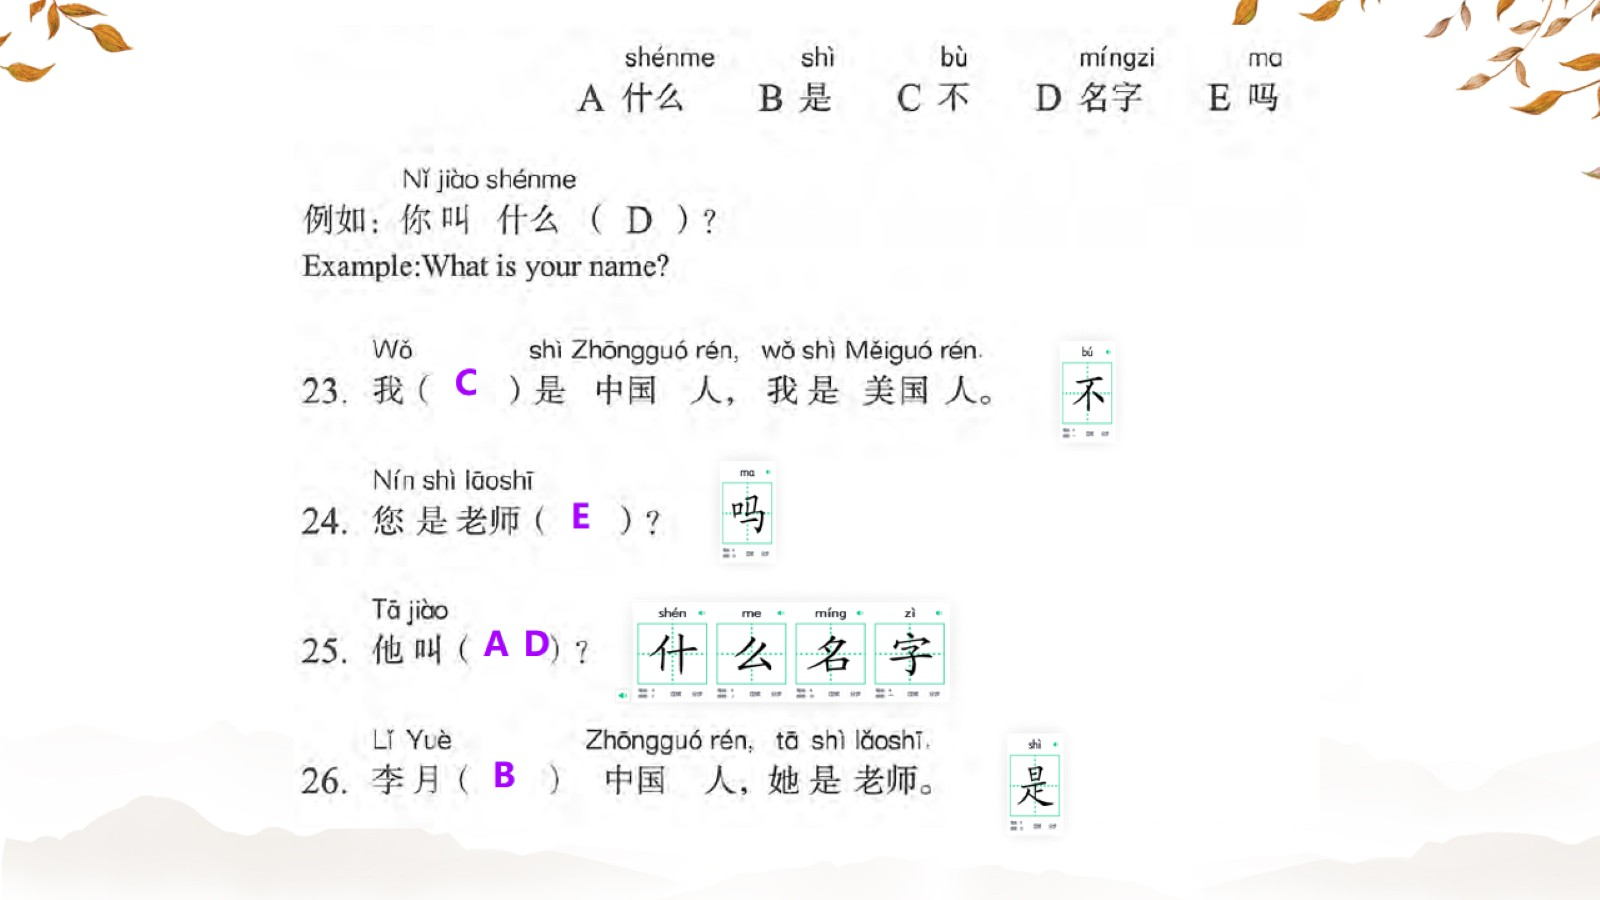 shénme shì bù míngzi ma
A 什么 B 是 C 不 D 名字 E 吗
Nǐ jiào shénme
例如：你 叫 什么 （ D ）？
Example:What is your name?
Wǒ shì Zhōngguó rén, wǒ shì Měiguó rén.
23. 我（ C ）是 中国 人， 我 是 美国 人。
bú
不
Nín shì lāoshī
24. 您 是 老师（ E ）？
ma
吗
Tā jiào
25. 他 叫（ A D）？
shén me míng zì
什 么 名 字
Lǐ Yuè Zhōngguó rén, tā shì lǎoshī.
26. 李 月（ B ） 中国 人，她 是 老师。
shì
是